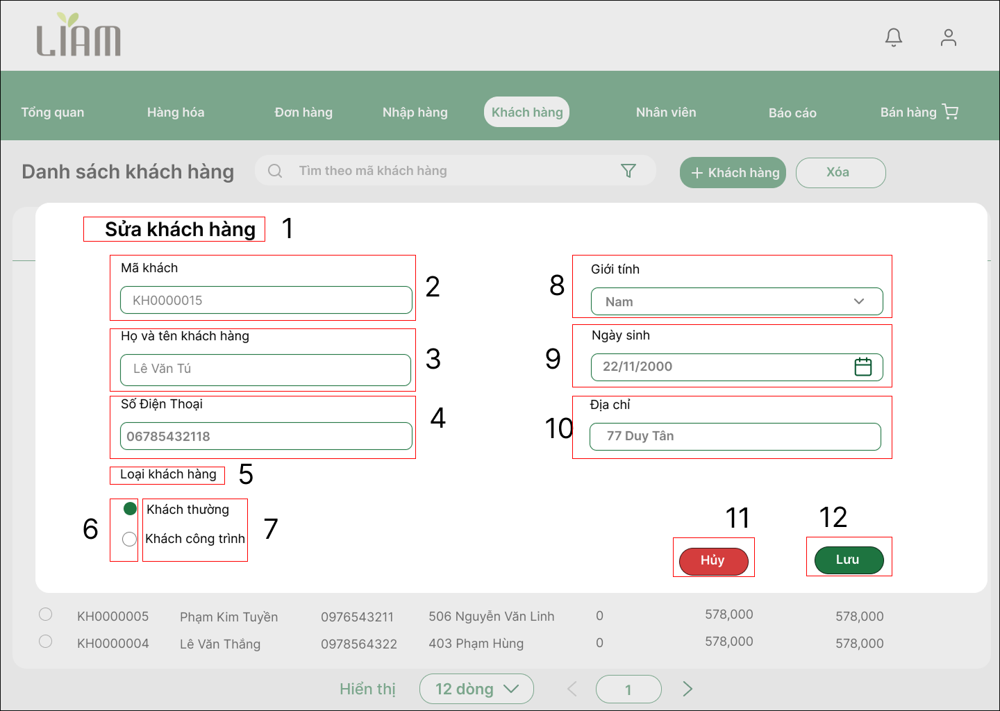 LIAM
Tổng quan
Hàng hóa
Đơn hàng
Nhập hàng
Khách hàng
Nhân viên
Báo cáo
Bán hàng
Danh sách khách hàng
Tìm theo mã khách hàng
Khách hàng
Xóa
Sửa khách hàng
1
Mã khách
KH0000015
2
Họ và tên khách hàng
Lê Văn Tú
3
Số Điện Thoại
06785432118
4
Loại khách hàng
5
6
Khách thường
Khách công trình
7
8
Giới tính
Nam
9
Ngày sinh
22/11/2000
10
Địa chỉ
77 Duy Tân
11
Hủy
12
Lưu
KH0000005 Phạm Kim Tuyền 0976543211 506 Nguyễn Văn Linh 0 578,000 578,000
KH0000004 Lê Văn Thắng 0978564322 403 Phạm Hùng 0 578,000 578,000
Hiển thị
12 dòng
1